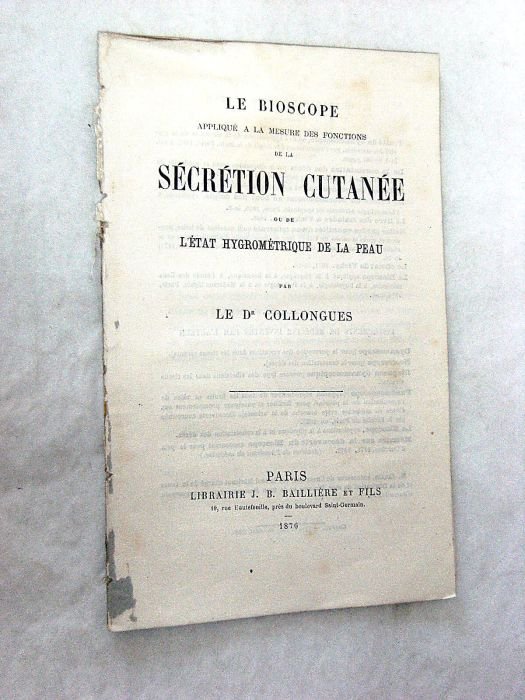 LE BIOSCOPE
APPLIQUÉ A LA MESURE DES FONCTIONS
DE LA
SÉCRÉTION CUTANÉE
OU DE
L'ÉTAT HYGROMÉTRIQUE DE LA PEAU
PAR
LE DR COLLONGUES
PARIS
LIBRAIRIE J. B. BAILLIÈRE ET FILS
19, rue Hautefeuille, près du boulevard Saint-Germain.
1876